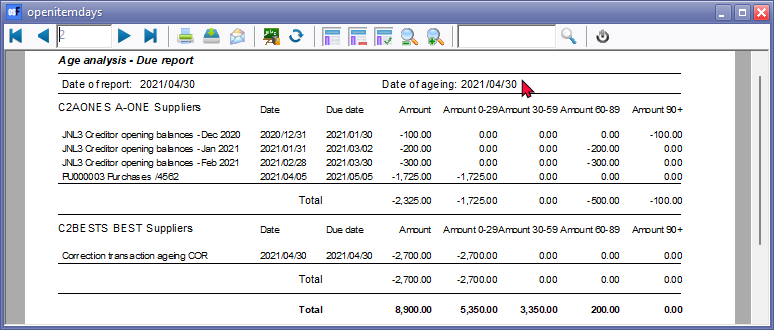 openitemdays
2
Age analysis - Due report
Date of report: 2021/04/30 Date of ageing: 2021/04/30
C2AONES A-ONE Suppliers Date Due date Amount Amount 0-29 Amount 30-59 Amount 60-89 Amount 90+
JNL3 Creditor opening balances - Dec 2020 2020/12/31 2021/01/30 -100.00 0.00 0.00 0.00 -100.00
JNL3 Creditor opening balances - Jan 2021 2021/01/31 2021/03/02 -200.00 0.00 0.00 -200.00 0.00
JNL3 Creditor opening balances - Feb 2021 2021/02/28 2021/03/30 -300.00 0.00 0.00 -300.00 0.00
PU000003 Purchases /4562 2021/04/05 2021/05/05 -1,725.00 -1,725.00 0.00 0.00 0.00
Total -2,325.00 -1,725.00 0.00 -500.00 -100.00
C2BESTS BEST Suppliers Date Due date Amount Amount 0-29 Amount 30-59 Amount 60-89 Amount 90+
Correction transaction ageing COR 2021/04/30 2021/04/30 -2,700.00 -2,700.00 0.00 0.00 0.00
Total -2,700.00 -2,700.00 0.00 0.00 0.00
Total 8,900.00 5,350.00 3,350.00 200.00 0.00